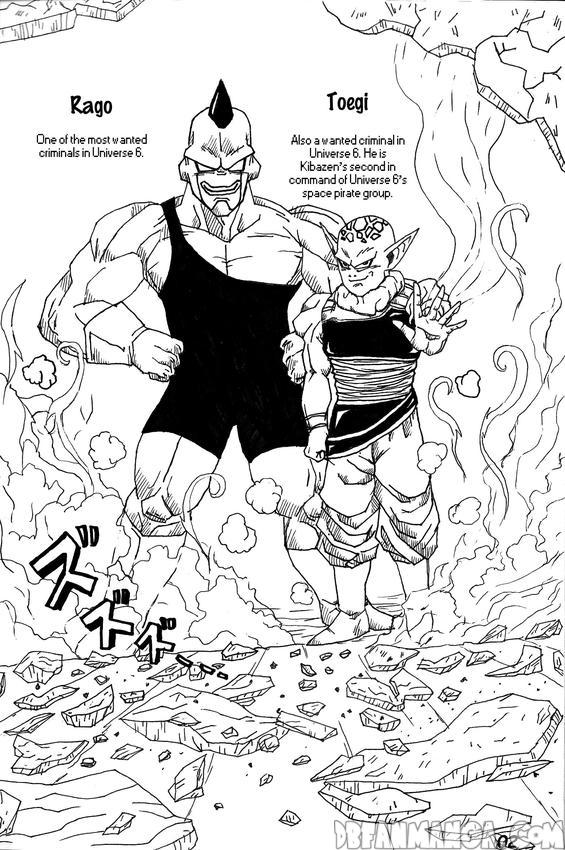 Rago
One of the most wanted
criminals in Universe 6.
Toegi
Also a wanted criminal in
Universe 6. He is
Kibazen's second in
command of Universe 6's
space pirate group.
ズズズ...
DBFANMANGA.COM